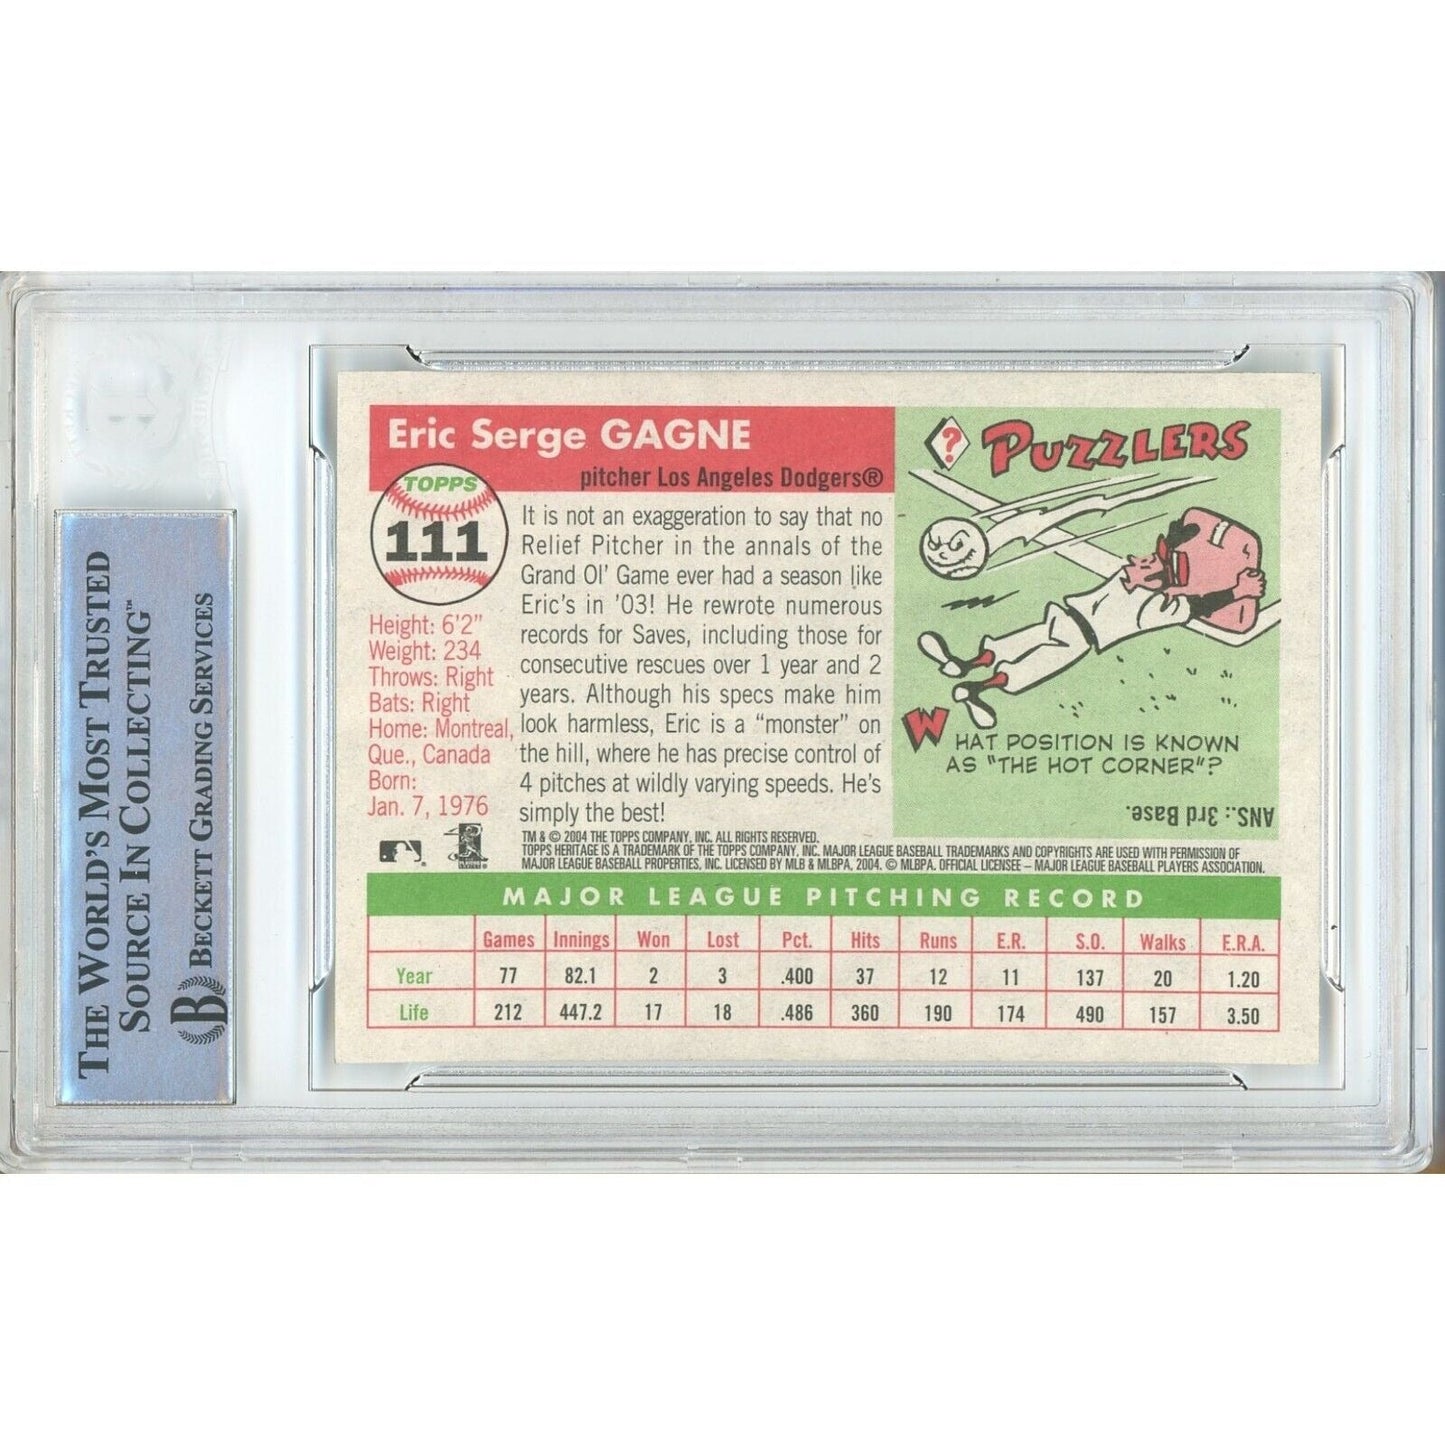 THE WORLD'S MOST TRUSTED
SOURCE IN COLLECTING™
B BECKETT GRADING SERVICES
Eric Serge GAGNE
pitcher Los Angeles Dodgers®
TOPPS
111
Height: 6'2"
Weight: 234
Throws: Right
Bats: Right
Home: Montreal,
Que., Canada
Born:
Jan. 7, 1976
It is not an exaggeration to say that no
Relief Pitcher in the annals of the
Grand Ol' Game ever had a season like
Eric's in '03! He rewrote numerous
records for Saves, including those for
consecutive rescues over 1 year and 2
years. Although his specs make him
look harmless, Eric is a "monster" on
the hill, where he has precise control of
4 pitches at wildly varying speeds. He's
simply the best!
? PUZZLERS
WHAT POSITION IS KNOWN
AS "THE HOT CORNER"?
ANS.: 3rd Base.
TM & © 2004 THE TOPPS COMPANY, INC. ALL RIGHTS RESERVED.
TOPPS HERITAGE IS A TRADEMARK OF THE TOPPS COMPANY, INC. MAJOR LEAGUE BASEBALL TRADEMARKS AND COPYRIGHTS ARE USED WITH PERMISSION OF
MAJOR LEAGUE BASEBALL PROPERTIES, INC. LICENSED BY MLB & MLBPA, 2004. © MLBPA. OFFICIAL LICENSEE – MAJOR LEAGUE BASEBALL PLAYERS ASSOCIATION.
MAJOR LEAGUE PITCHING RECORD
Games Innings Won Lost Pct. Hits Runs E.R. S.O. Walks E.R.A.
Year 77 82.1 2 3 .400 37 12 11 137 20 1.20
Life 212 447.2 17 18 .486 360 190 174 490 157 3.50